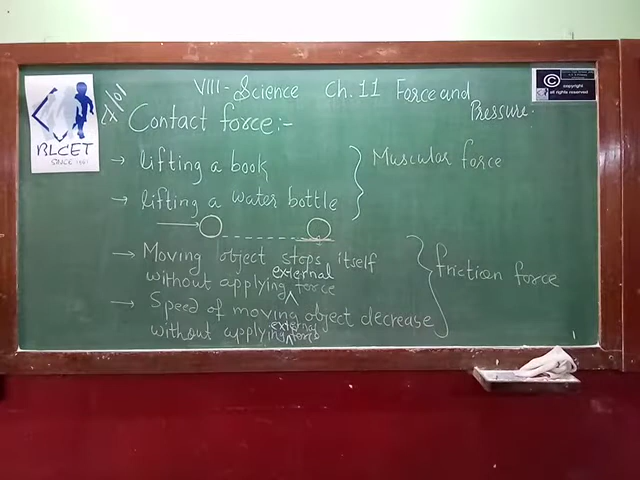 VIII - Science Ch. 11 Force and Pressure:
Contact force:-
→ lifting a book
→ lifting a water bottle
Muscular force
→ Moving object stops itself
without applying external force
→ Speed of moving object decrease
without applying external force
friction force
BLCET
SINCE 1981
copyright
all rights reserved